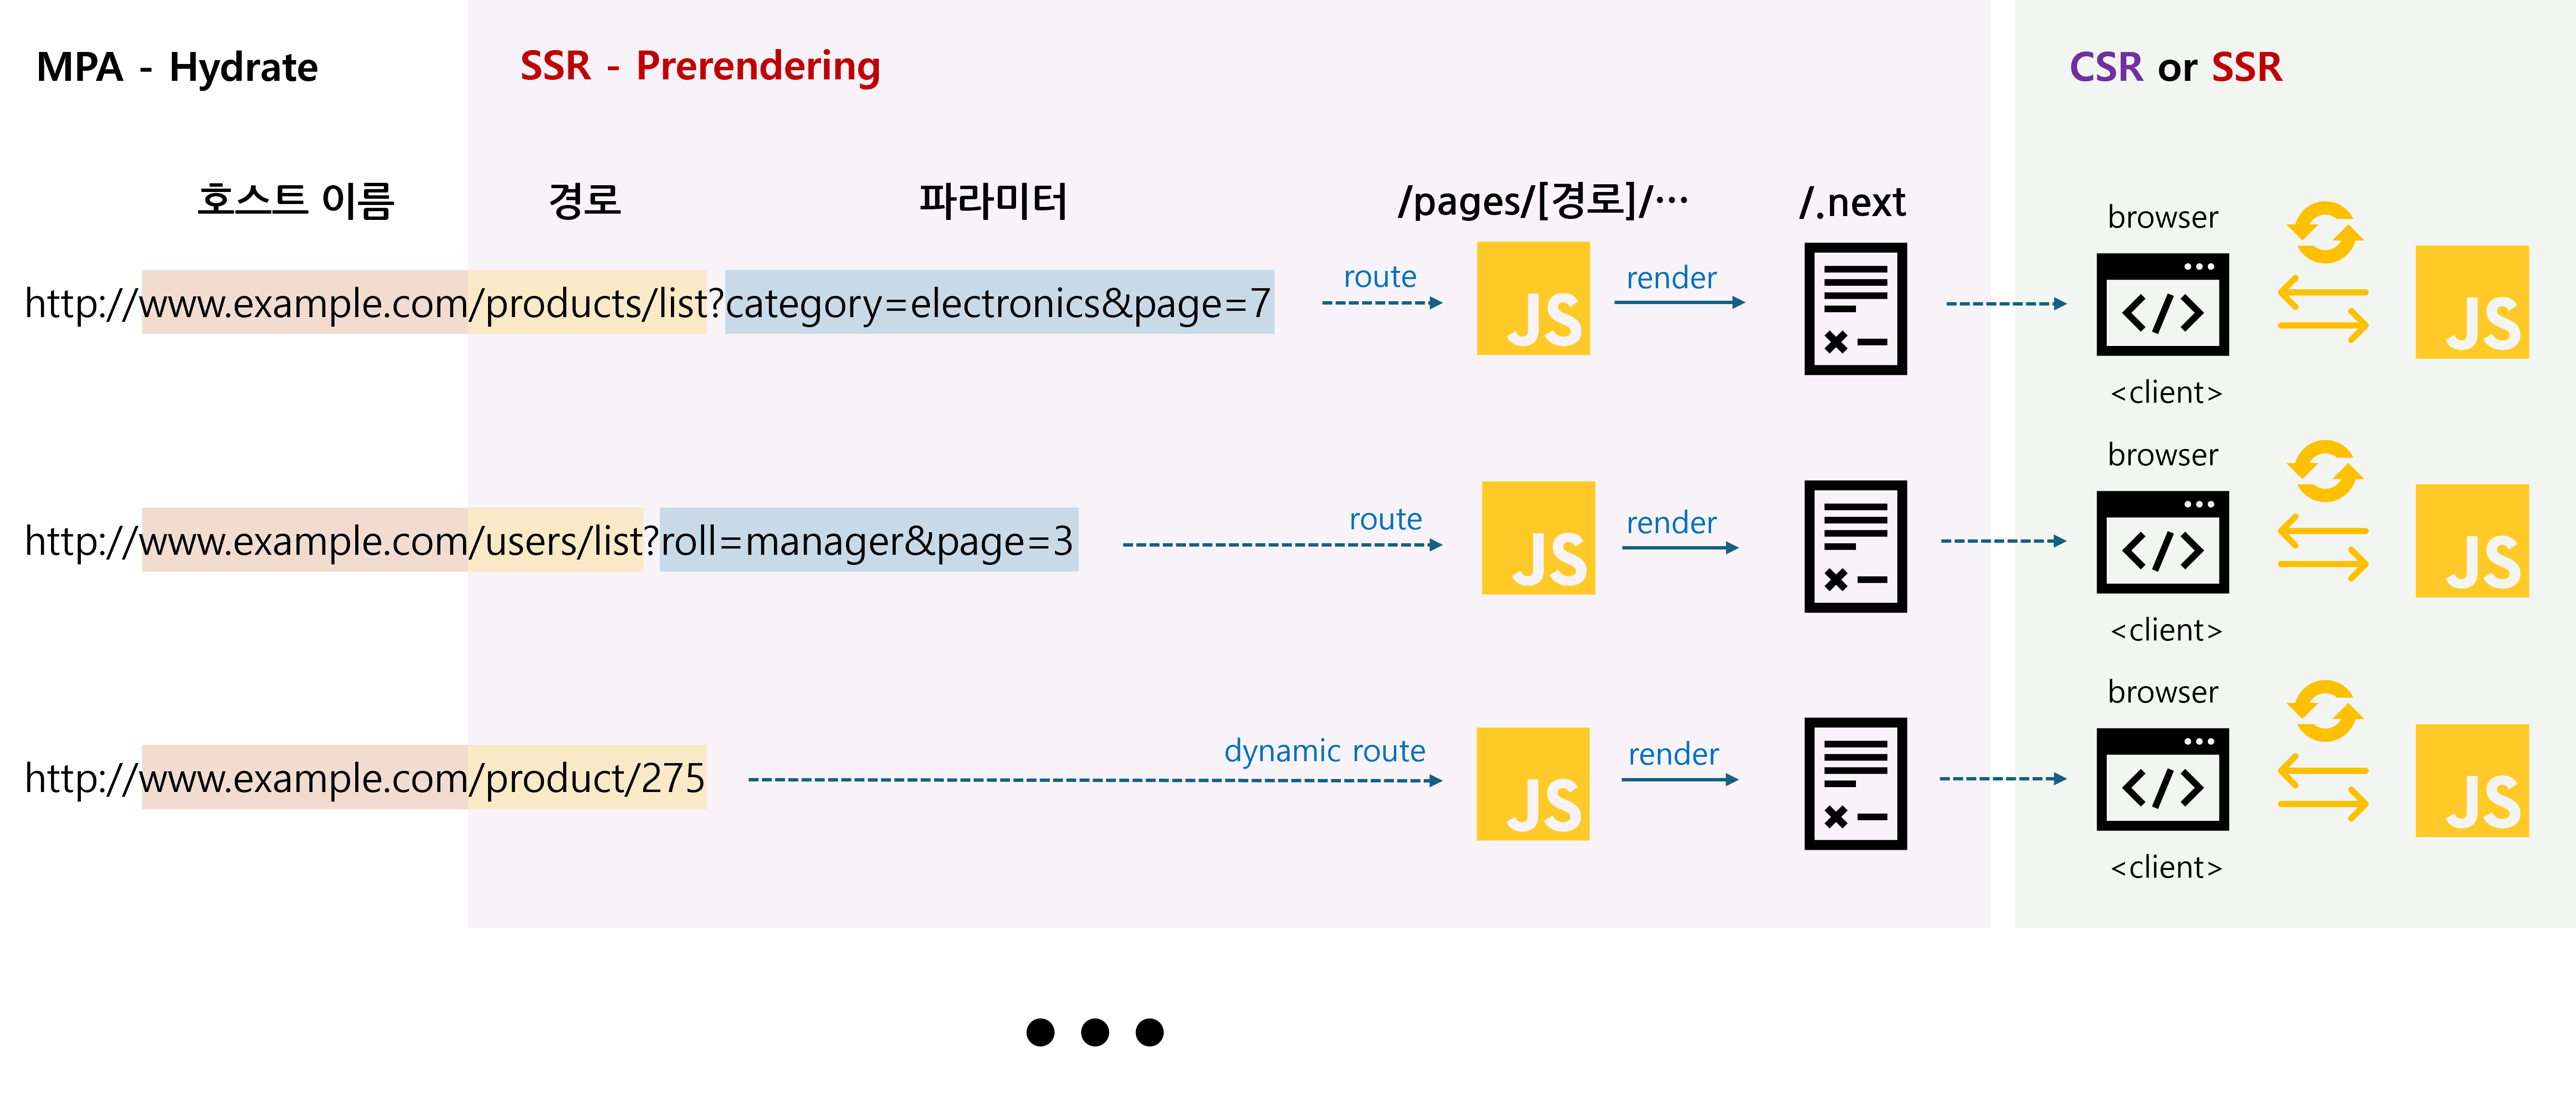 MPA - Hydrate
SSR - Prerendering
CSR or SSR
호스트 이름 경로 파라미터 /pages/[경로]/… /.next
browser
http://www.example.com/products/list?category=electronics&page=7
route
JS
render
</>
JS
<client>
browser
http://www.example.com/users/list?roll=manager&page=3
route
JS
render
</>
JS
<client>
browser
http://www.example.com/product/275
dynamic route
JS
render
</>
JS
<client>